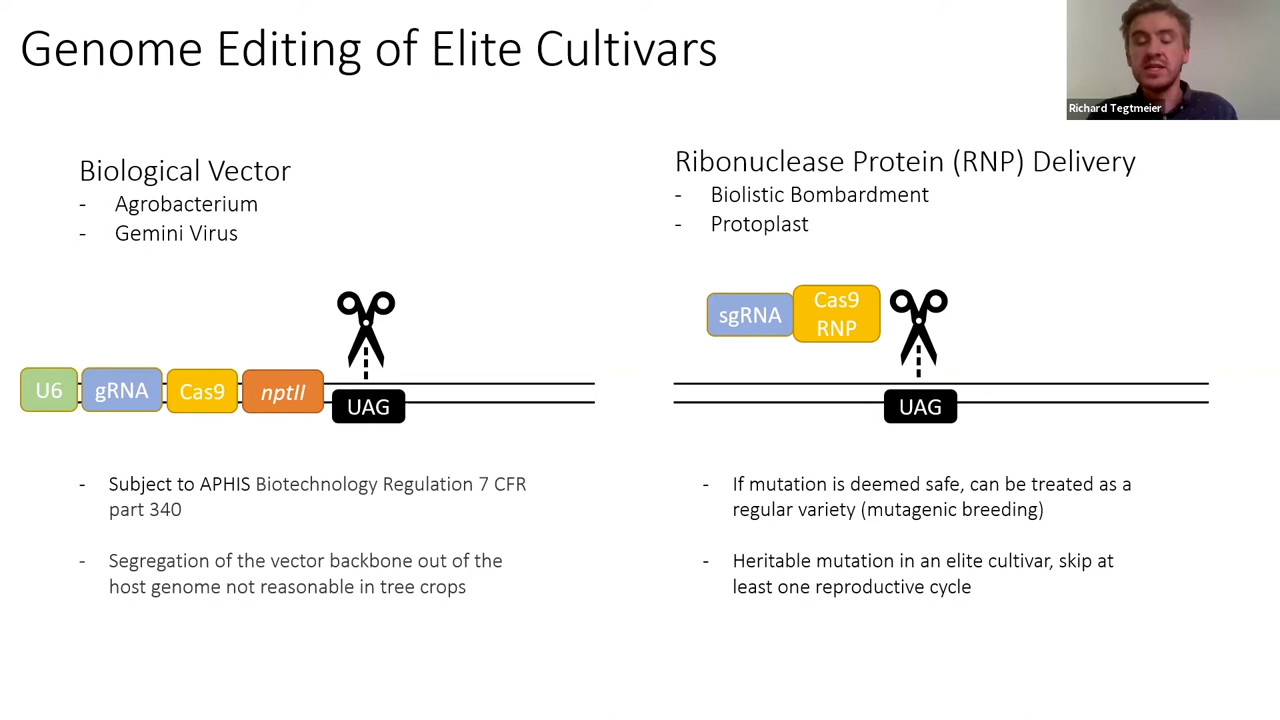 Genome Editing of Elite Cultivars
Richard Tegtmeier
Biological Vector
- Agrobacterium
- Gemini Virus
U6
gRNA
Cas9
nptII
UAG
- Subject to APHIS Biotechnology Regulation 7 CFR
part 340
- Segregation of the vector backbone out of the
host genome not reasonable in tree crops
Ribonuclease Protein (RNP) Delivery
- Biolistic Bombardment
- Protoplast
sgRNA
Cas9
RNP
UAG
- If mutation is deemed safe, can be treated as a
regular variety (mutagenic breeding)
- Heritable mutation in an elite cultivar, skip at
least one reproductive cycle